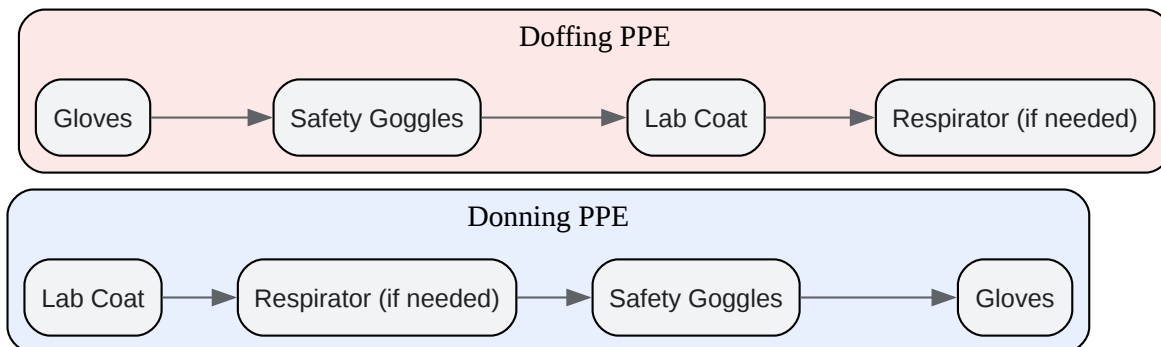 Doffing PPE
Gloves
Safety Goggles
Lab Coat
Respirator (if needed)
Donning PPE
Lab Coat
Respirator (if needed)
Safety Goggles
Gloves